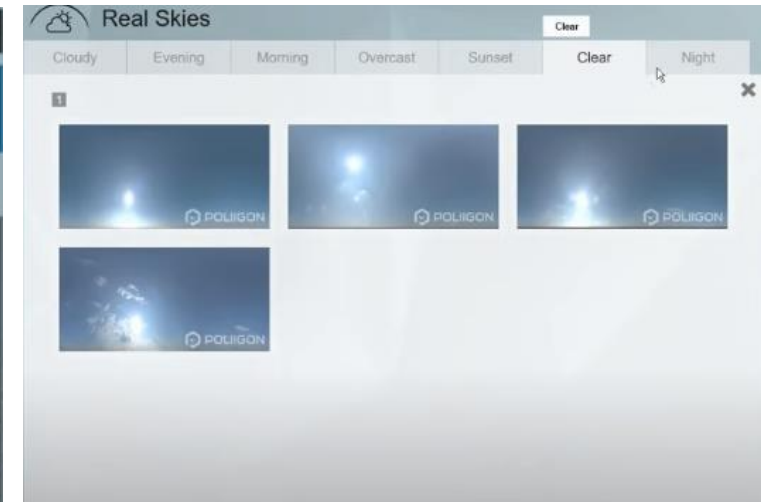 Real Skies
Clear
Cloudy Evening Morning Overcast Sunset Clear Night
1
POLIIGON POLIIGON POLIIGON
POLIIGON